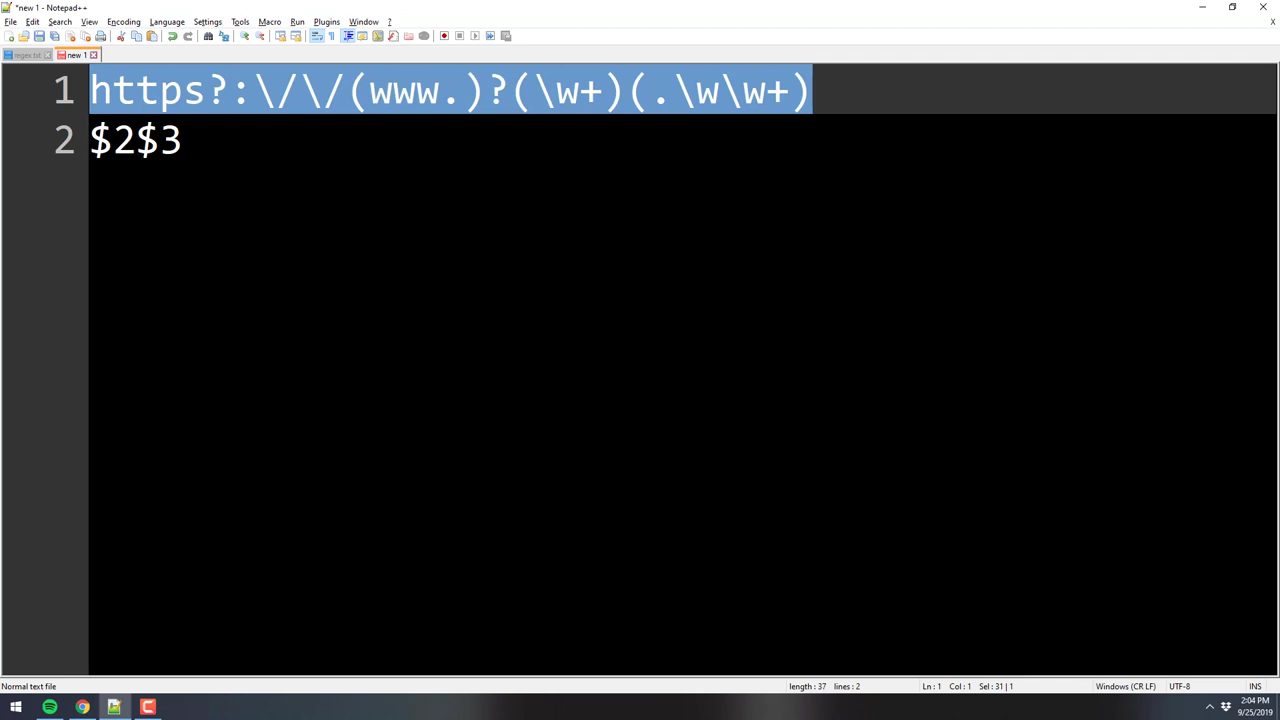 *new 1 - Notepad++
File Edit Search View Encoding Language Settings Tools Macro Run Plugins Window ?
regex.txt new 1
1 https?:\/\/(www.)?(\w+)(.\w\w+)
2 $2$3
Normal text file length : 37 lines : 2 Ln : 1 Col : 1 Sel : 31 | 1 Windows (CR LF) UTF-8 INS
2:04 PM
9/25/2019